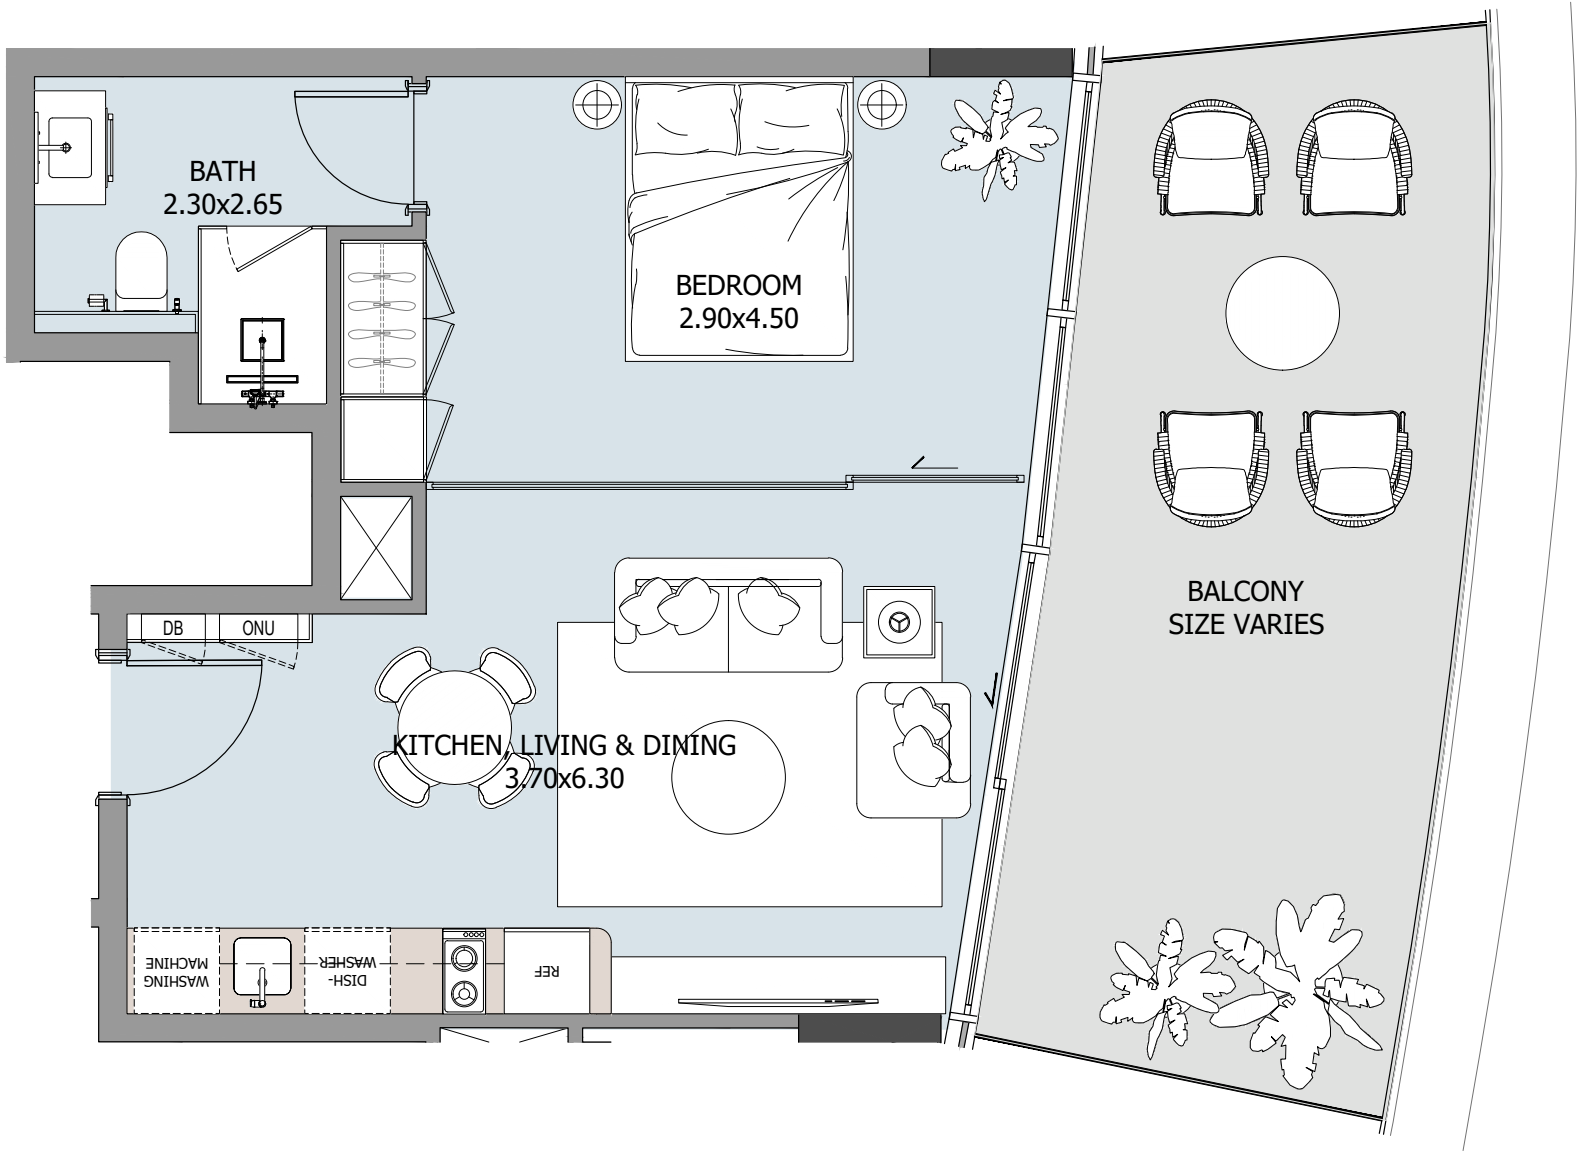 BATH
2.30x2.65
BEDROOM
2.90x4.50
BALCONY
SIZE VARIES
DB
ONU
KITCHEN, LIVING & DINING
3.70x6.30
WASHING
MACHINE
DISH-
WASHER
REF